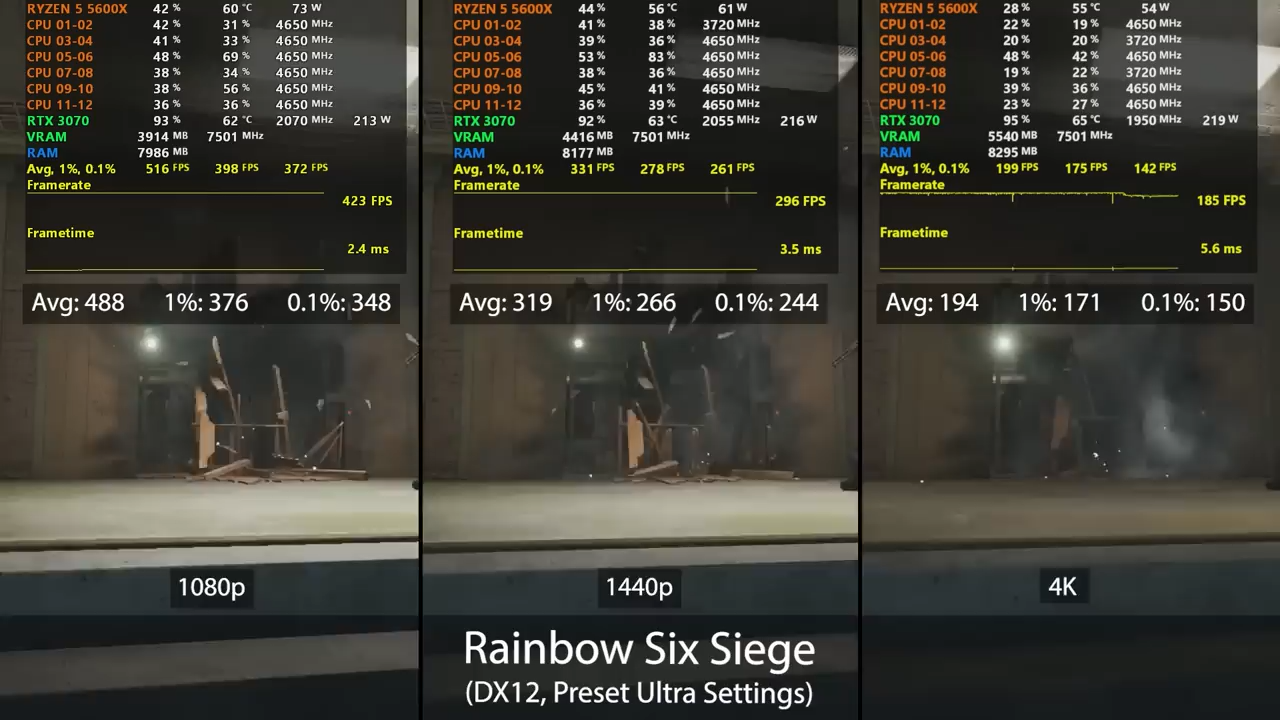 RYZEN 5 5600X 42 % 60 °C 73 W
CPU 01-02 42 % 31 % 4650 MHz
CPU 03-04 41 % 33 % 4650 MHz
CPU 05-06 48 % 69 % 4650 MHz
CPU 07-08 38 % 34 % 4650 MHz
CPU 09-10 38 % 56 % 4650 MHz
CPU 11-12 36 % 36 % 4650 MHz
RTX 3070 93 % 62 °C 2070 MHz 213 W
VRAM 3914 MB 7501 MHz
RAM 7986 MB
Avg, 1%, 0.1% 516 FPS 398 FPS 372 FPS
Framerate
423 FPS
Frametime
2.4 ms
Avg: 488 1%: 376 0.1%: 348
1080p
RYZEN 5 5600X 44 % 56 °C 61 W
CPU 01-02 41 % 38 % 3720 MHz
CPU 03-04 39 % 36 % 4650 MHz
CPU 05-06 53 % 83 % 4650 MHz
CPU 07-08 38 % 36 % 4650 MHz
CPU 09-10 45 % 41 % 4650 MHz
CPU 11-12 36 % 39 % 4650 MHz
RTX 3070 92 % 63 °C 2055 MHz 216 W
VRAM 4416 MB 7501 MHz
RAM 8177 MB
Avg, 1%, 0.1% 331 FPS 278 FPS 261 FPS
Framerate
296 FPS
Frametime
3.5 ms
Avg: 319 1%: 266 0.1%: 244
1440p
RYZEN 5 5600X 28 % 55 °C 54 W
CPU 01-02 22 % 19 % 4650 MHz
CPU 03-04 20 % 20 % 3720 MHz
CPU 05-06 48 % 42 % 4650 MHz
CPU 07-08 19 % 22 % 3720 MHz
CPU 09-10 39 % 36 % 4650 MHz
CPU 11-12 23 % 27 % 4650 MHz
RTX 3070 95 % 65 °C 1950 MHz 219 W
VRAM 5540 MB 7501 MHz
RAM 8295 MB
Avg, 1%, 0.1% 199 FPS 175 FPS 142 FPS
Framerate
185 FPS
Frametime
5.6 ms
Avg: 194 1%: 171 0.1%: 150
4K
Rainbow Six Siege
(DX12, Preset Ultra Settings)